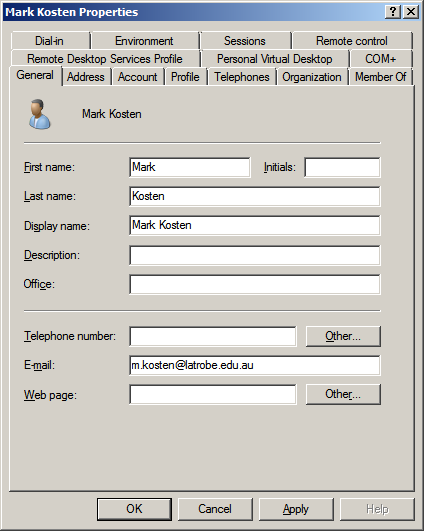 Mark Kosten Properties
Dial-in Environment Sessions Remote control
Remote Desktop Services Profile Personal Virtual Desktop COM+
General Address Account Profile Telephones Organization Member Of
Mark Kosten
First name: Mark Initials:
Last name: Kosten
Display name: Mark Kosten
Description:
Office:
Telephone number: Other...
E-mail: m.kosten@latrobe.edu.au
Web page: Other...
OK Cancel Apply Help